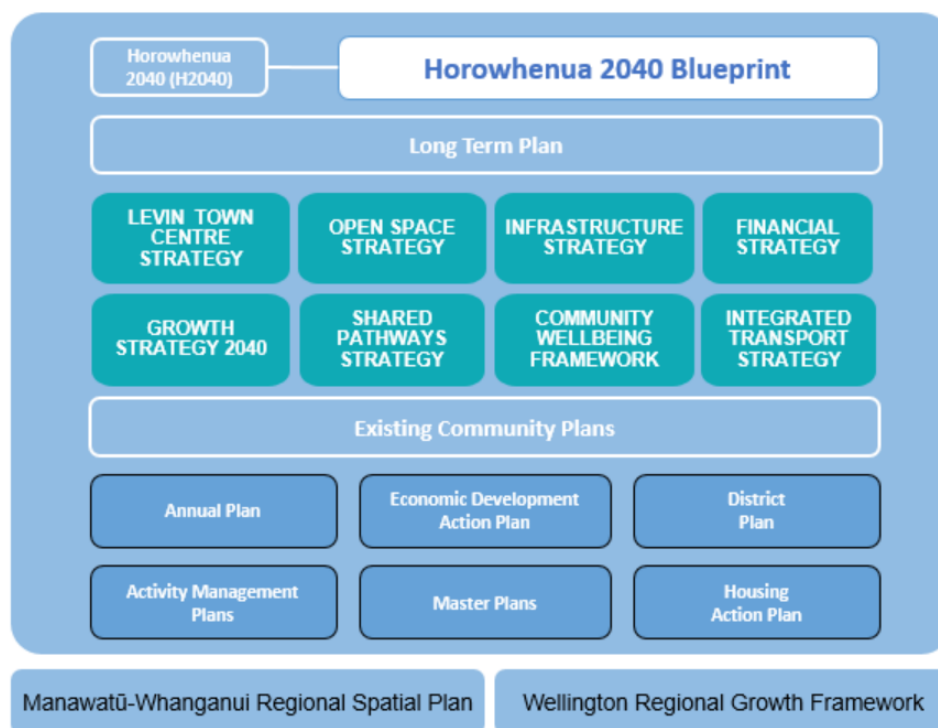 Horowhenua
2040 (H2040)
Horowhenua 2040 Blueprint
Long Term Plan
LEVIN TOWN
CENTRE
STRATEGY
OPEN SPACE
STRATEGY
INFRASTRUCTURE
STRATEGY
FINANCIAL
STRATEGY
GROWTH
STRATEGY 2040
SHARED
PATHWAYS
STRATEGY
COMMUNITY
WELLBEING
FRAMEWORK
INTEGRATED
TRANSPORT
STRATEGY
Existing Community Plans
Annual Plan
Economic Development
Action Plan
District
Plan
Activity Management
Plans
Master Plans
Housing
Action Plan
Manawatū-Whanganui Regional Spatial Plan
Wellington Regional Growth Framework